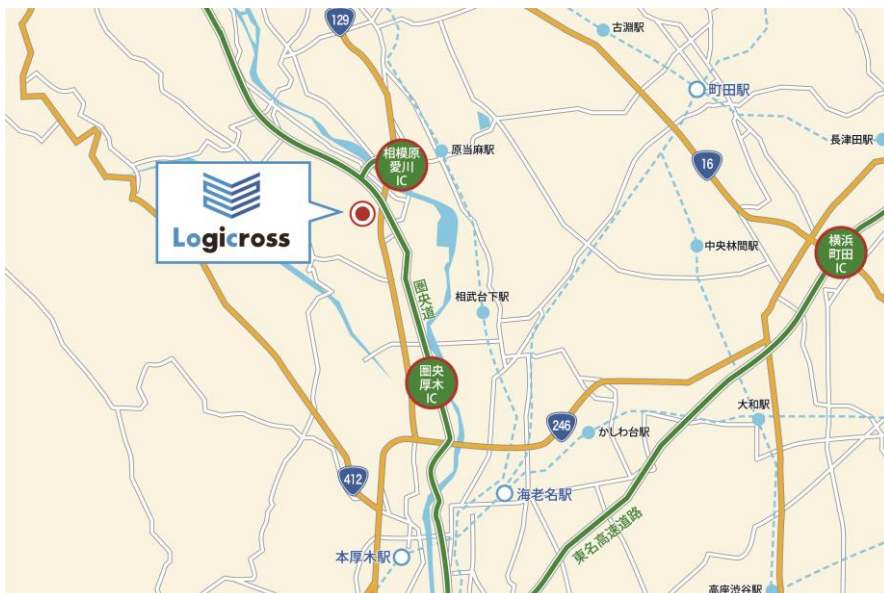 129
古淵駅
町田駅
長津田駅
相模原
愛川
IC
原当麻駅
16
Logicross
中央林間駅
横浜
町田
IC
圏央道
相武台下駅
圏央
厚木
IC
大和駅
246
かしわ台駅
412
海老名駅
東名高速道路
本厚木駅
高座渋谷駅